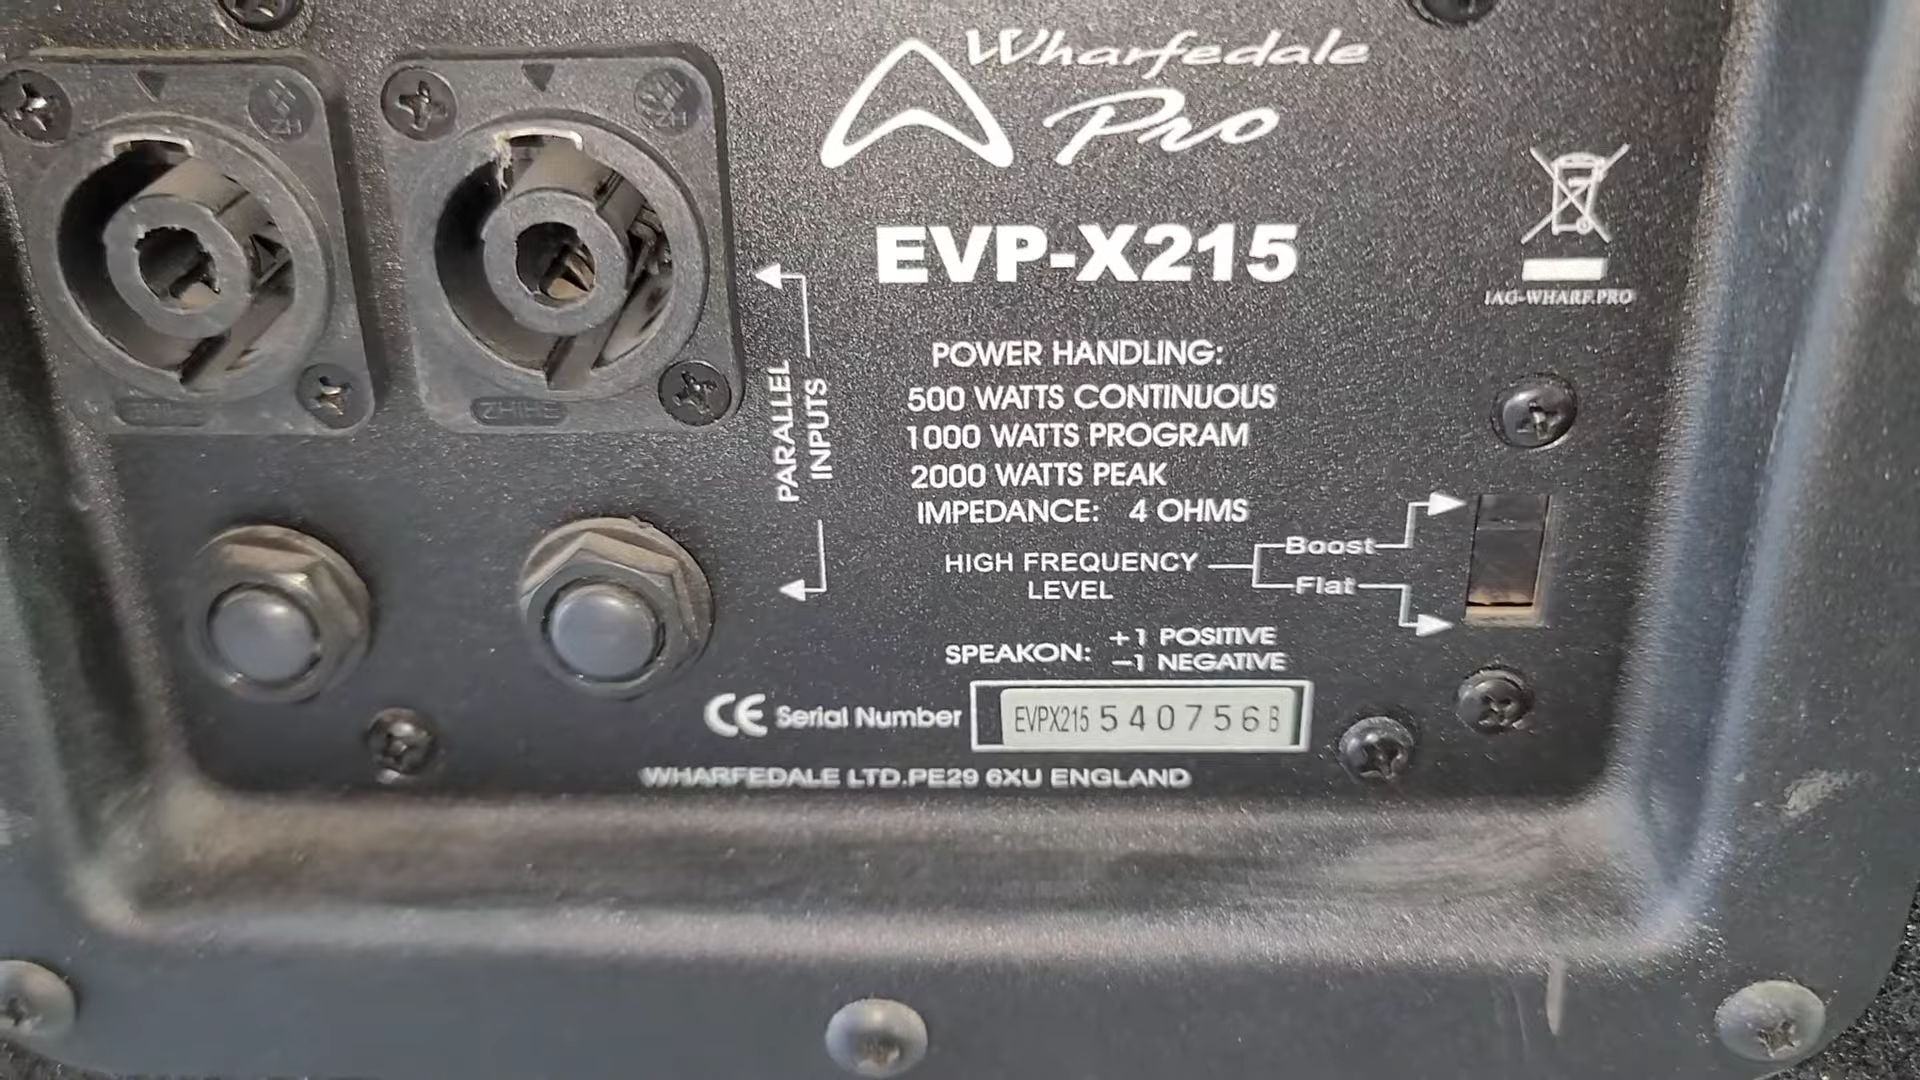 Wharfedale
Pro
EVP-X215
IAG-WHARF.PRO
PARALLEL
INPUTS
POWER HANDLING:
500 WATTS CONTINUOUS
1000 WATTS PROGRAM
2000 WATTS PEAK
IMPEDANCE: 4 OHMS
HIGH FREQUENCY
LEVEL
Boost
Flat
SPEAKON: +1 POSITIVE
−1 NEGATIVE
CE Serial Number EVPX215 540756B
WHARFEDALE LTD.PE29 6XU ENGLAND